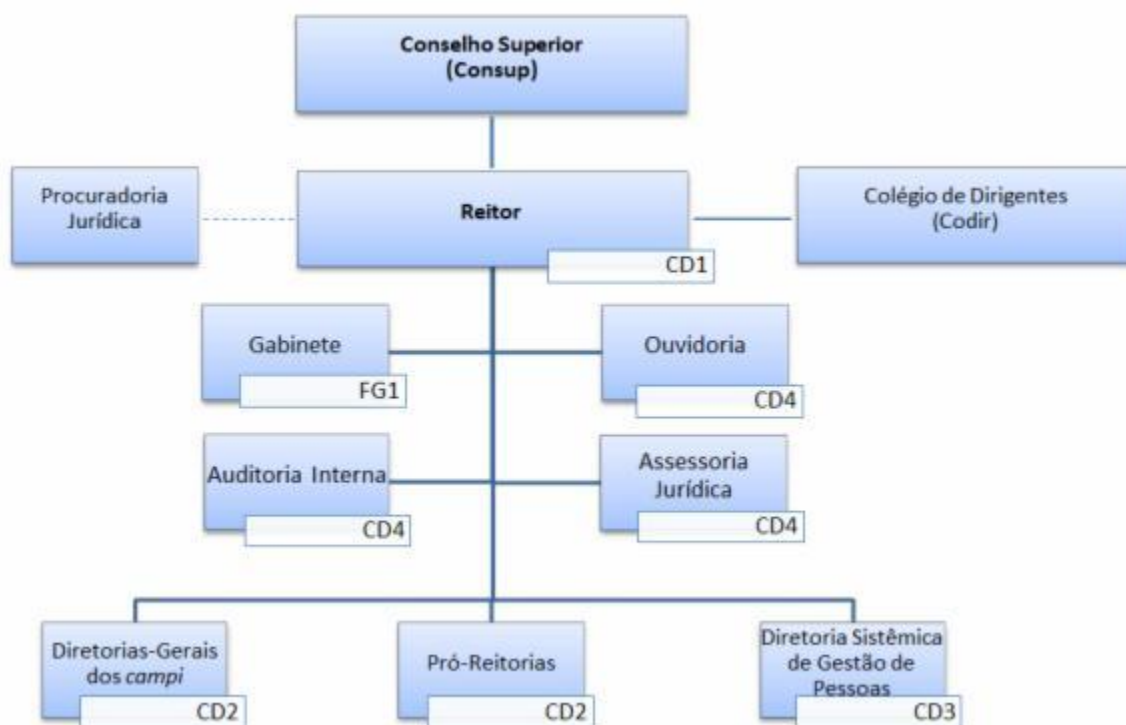 Conselho Superior
(Consup)
Procuradoria
Jurídica
Reitor
CD1
Colégio de Dirigentes
(Codir)
Gabinete
FG1
Ouvidoria
CD4
Auditoria Interna
CD4
Assessoria
Jurídica
CD4
Diretorias-Gerais
dos campi
CD2
Pró-Reitorias
CD2
Diretoria Sistêmica
de Gestão de
Pessoas
CD3